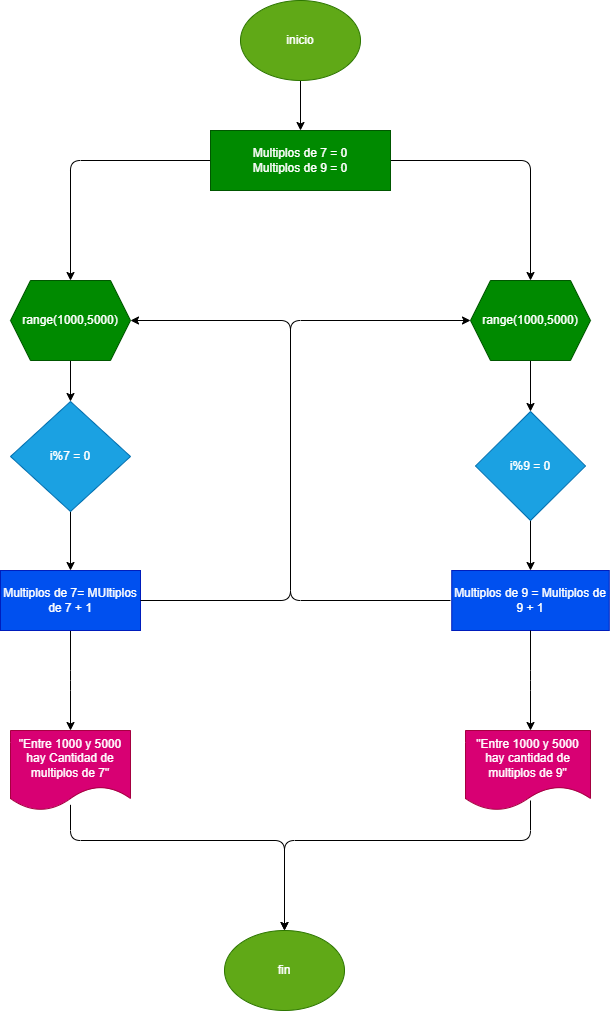 inicio
Multiplos de 7 = 0
Multiplos de 9 = 0
range(1000,5000)
range(1000,5000)
i%7 = 0
i%9 = 0
Multiplos de 7= MUltiplos
de 7 + 1
Multiplos de 9 = Multiplos de
9 + 1
"Entre 1000 y 5000
hay Cantidad de
multiplos de 7"
"Entre 1000 y 5000
hay cantidad de
multiplos de 9"
fin